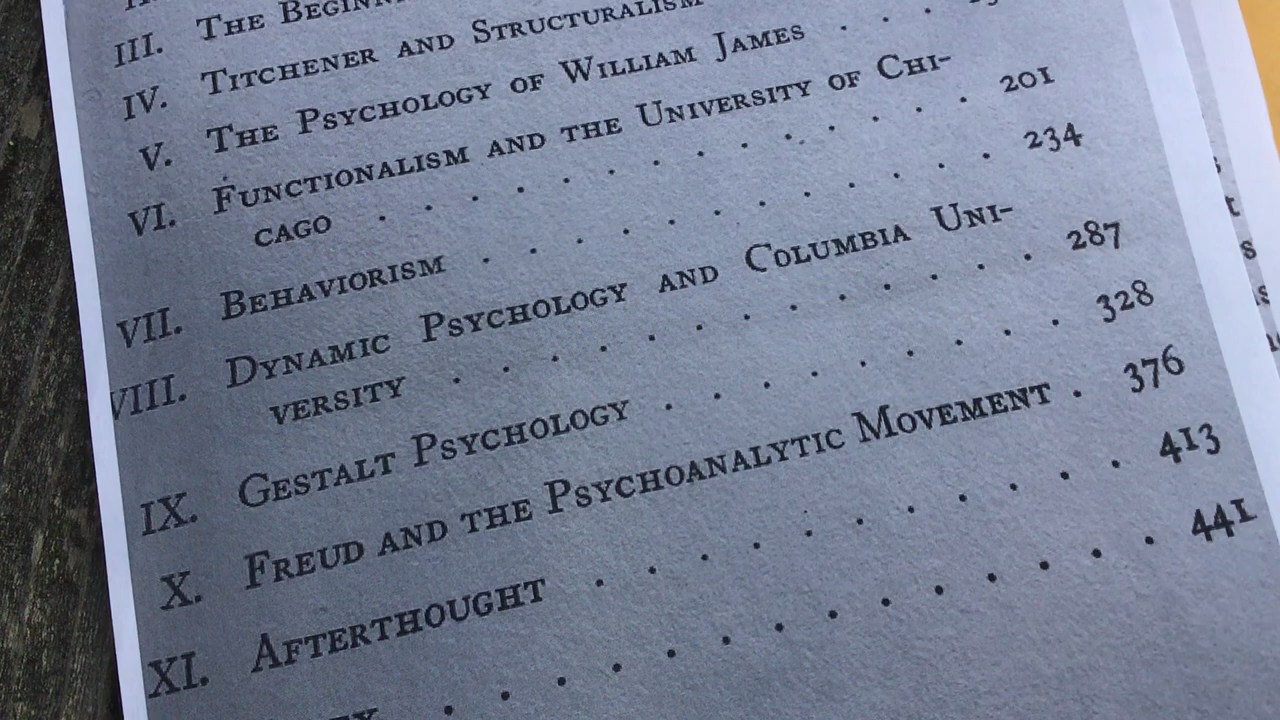 III. THE BEGINN
IV. TITCHENER AND STRUCTURALISM . . .
V. THE PSYCHOLOGY OF WILLIAM JAMES . . .
VI. FUNCTIONALISM AND THE UNIVERSITY OF CHI-
CAGO . . . . . . . . . . . . . 201
VII. BEHAVIORISM . . . . . . . . . . . . 234
VIII. DYNAMIC PSYCHOLOGY AND COLUMBIA UNI-
VERSITY . . . . . . . . . . . . . 287
IX. GESTALT PSYCHOLOGY . . . . . . . . . 328
X. FREUD AND THE PSYCHOANALYTIC MOVEMENT . 376
XI. AFTERTHOUGHT . . . . . . . . . . . 413
. . . . . . . . . . . . . . 441